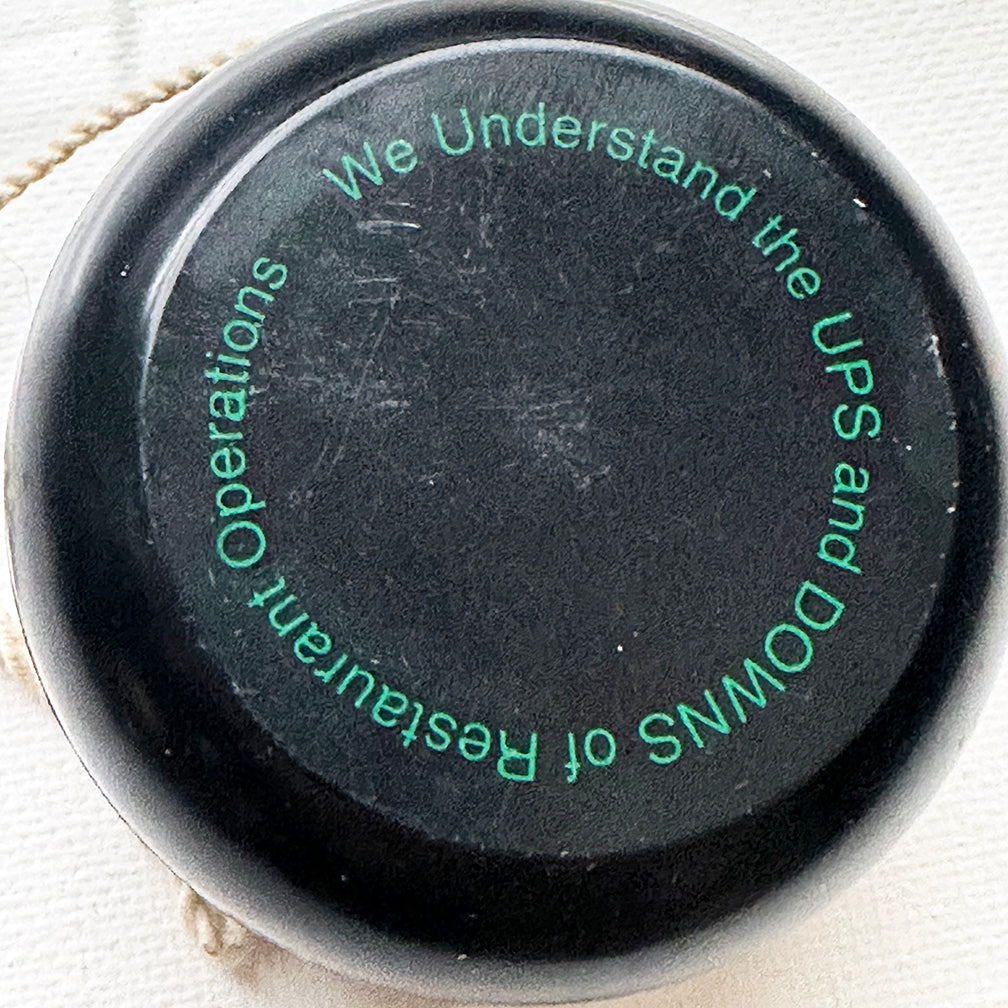 We Understand the UPS and DOWNS of Restaurant Operations